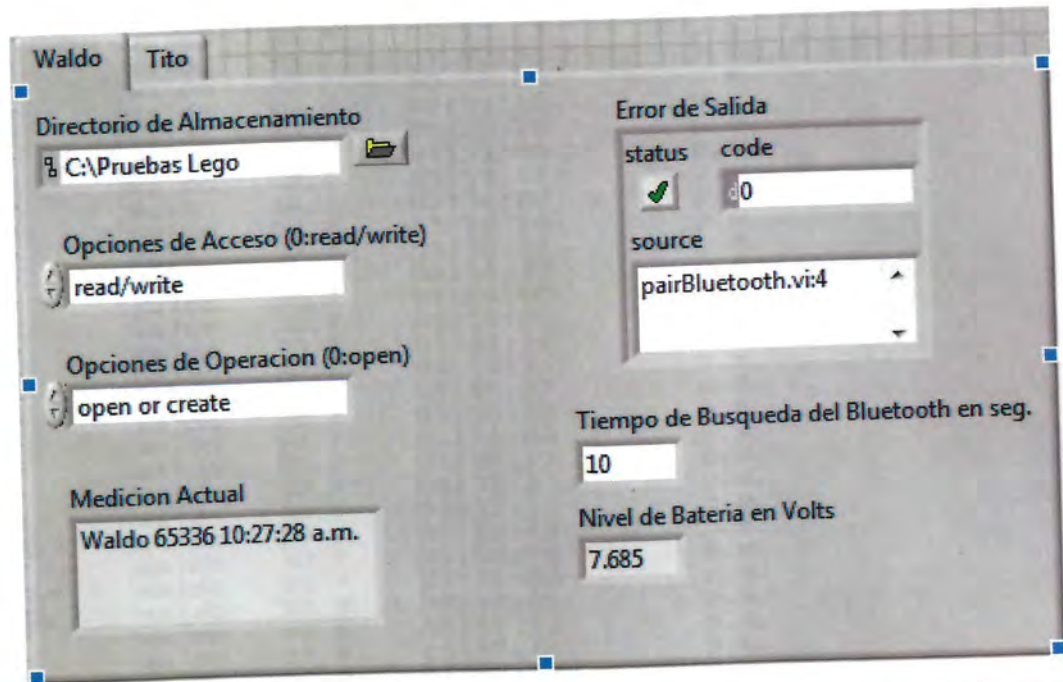 Waldo
Tito
Directorio de Almacenamiento
C:\Pruebas Lego
Opciones de Acceso (0:read/write)
read/write
Opciones de Operacion (0:open)
open or create
Medicion Actual
Waldo 65336 10:27:28 a.m.
Error de Salida
status code
d0
source
pairBluetooth.vi:4
Tiempo de Busqueda del Bluetooth en seg.
10
Nivel de Bateria en Volts
7.685